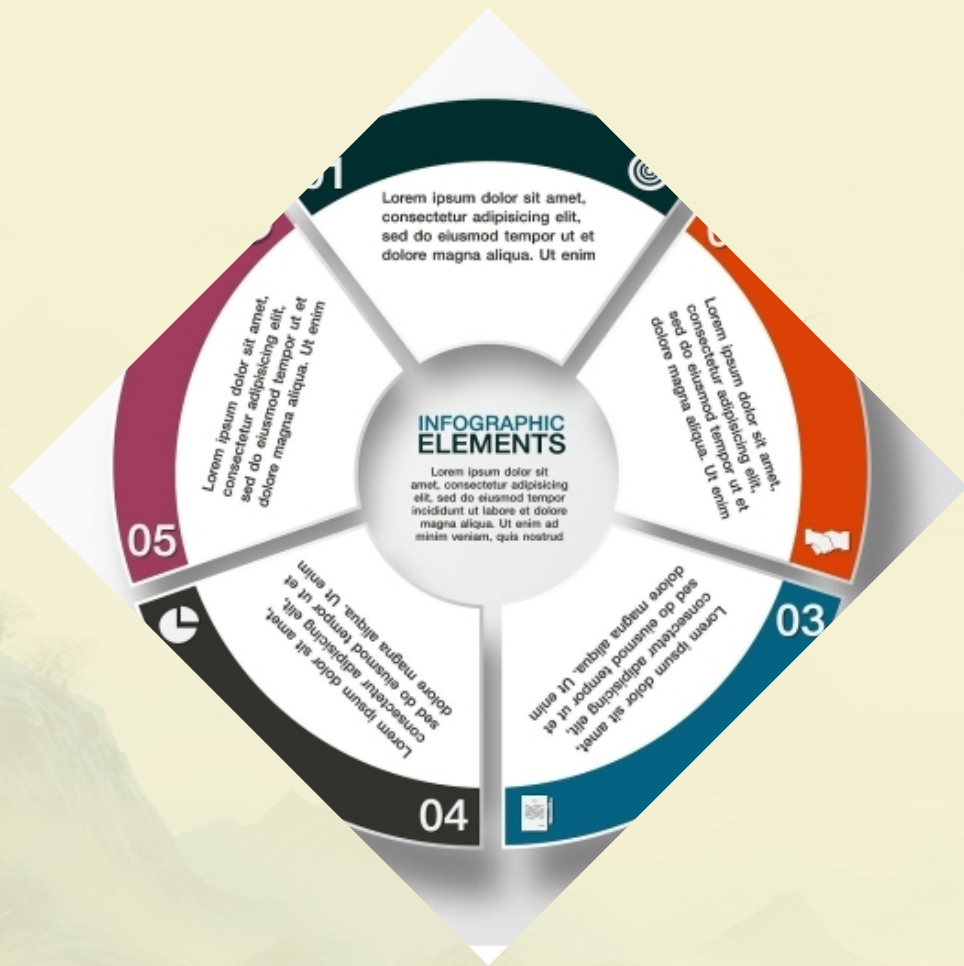 01
Lorem ipsum dolor sit amet,
consectetur adipisicing elit,
sed do eiusmod tempor ut et
dolore magna aliqua. Ut enim
Lorem ipsum dolor sit amet,
consectetur adipisicing elit,
sed do eiusmod tempor ut et
dolore magna aliqua. Ut enim
03
Lorem ipsum dolor sit amet,
consectetur adipisicing elit,
sed do eiusmod tempor ut et
dolore magna aliqua. Ut enim
04
Lorem ipsum dolor sit amet,
consectetur adipisicing elit,
sed do eiusmod tempor ut et
dolore magna aliqua. Ut enim
05
Lorem ipsum dolor sit amet,
consectetur adipisicing elit,
sed do eiusmod tempor ut et
dolore magna aliqua. Ut enim
INFOGRAPHIC
ELEMENTS
Lorem ipsum dolor sit
amet, consectetur adipisicing
elit, sed do eiusmod tempor
incididunt ut labore et dolore
magna aliqua. Ut enim ad
minim veniam, quis nostrud